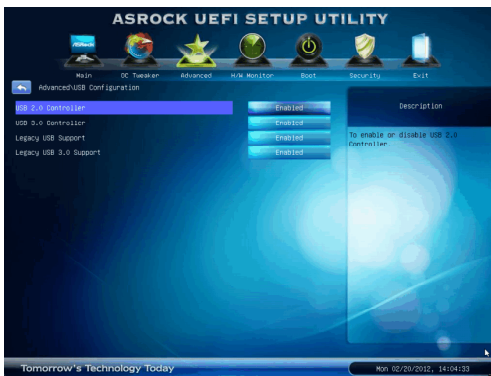 ASROCK UEFI SETUP UTILITY
ASRock
Main OC Tweaker Advanced H/W Monitor Boot Security Exit
Advanced\USB Configuration
USB 2.0 Controller Enabled
USB 3.0 Controller Enabled
Legacy USB Support Enabled
Legacy USB 3.0 Support Enabled
Description
To enable or disable USB 2.0
Controller.
Tomorrow's Technology Today
Mon 02/20/2012, 14:04:33